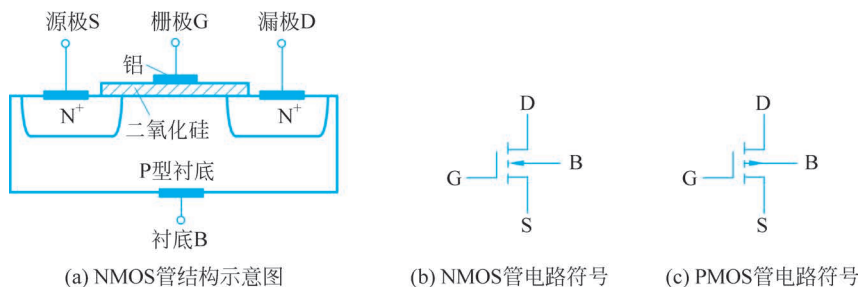 源极S 栅极G 漏极D
铝
N⁺ N⁺
二氧化硅
P型衬底
衬底B
(a) NMOS管结构示意图
D
B
G
S
(b) NMOS管电路符号
D
B
G
S
(c) PMOS管电路符号